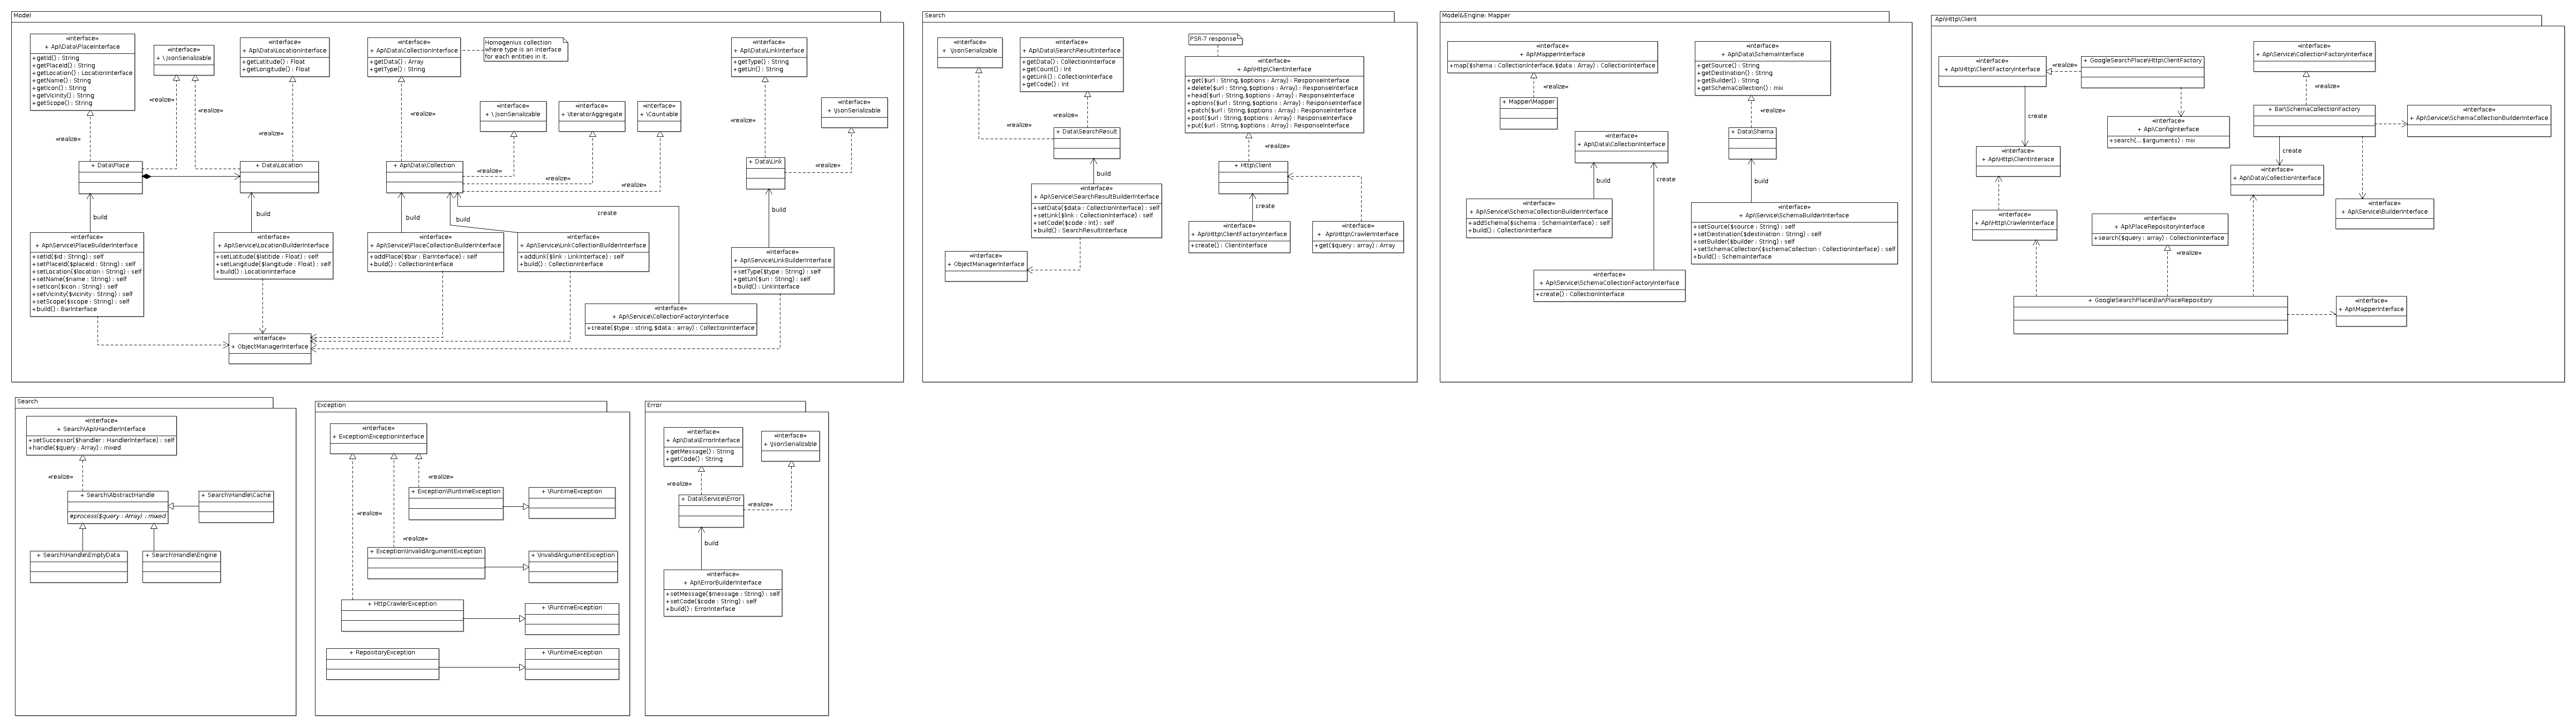 Model
«interface»
+ Api\Data\PlaceInterface
+getId() : String
+getPlaceId() : String
+getLocation() : LocationInterface
+getName() : String
+getIcon() : String
+getVicinity() : String
+getScope() : String
«interface»
+ \JsonSerializable
«interface»
+ Api\Data\LocationInterface
+getLatitude() : Float
+getLongitude() : Float
«interface»
+ Api\Data\CollectionInterface
+getData() : Array
+getType() : String
Homogenius collection
where type is an interface
for each entities in it.
«interface»
+ Api\Data\LinkInterface
+getType() : String
+getUri() : String
«interface»
+ \JsonSerializable
«interface»
+ \JsonSerializable
«interface»
+ \IteratorAggregate
«interface»
+ \Countable
«realize»
«realize»
«realize»
«realize»
«realize»
«realize»
«realize»
«realize»
«realize»
«realize»
+ Data\Place
+ Data\Location
+ Api\Data\Collection
+ Data\Link
build
build
build
build
create
build
«interface»
+ Api\Service\PlaceBuilderInterface
+setId($id : String) : self
+setPlaceId($placeId : String) : self
+setLocation($location : String) : self
+setName($name : String) : self
+setIcon($icon : String) : self
+setVicinity($vicinity : String) : self
+setScope($scope : String) : self
+build() : BarInterface
«interface»
+ Api\Service\LocationBuilderInterface
+setLatitude($latitide : Float) : self
+setLangitude($langitude : Float) : self
+build() : LocationInterface
«interface»
+ Api\Service\PlaceCollectionBuilderInterface
+addPlace($bar : BarInterface) : self
+build() : CollectionInterface
«interface»
+ Api\Service\LinkCollectionBuilderInterface
+addLink($link : LinkInterface) : self
+build() : CollectionInterface
«interface»
+ Api\Service\LinkBuilderInterface
+setType($type : String) : self
+getUri($uri : String) : self
+build() : LinkInterface
«interface»
+ Api\Service\CollectionFactoryInterface
+create($type : string, $data : array) : CollectionInterface
«interface»
+ ObjectManagerInterface
Search
«interface»
+ \JsonSerializable
«interface»
+ Api\Data\SearchResultInterface
+getData() : CollectionInterface
+getCount() : Int
+getLink() : CollectionInterface
+getCode() : Int
PSR-7 response
«interface»
+ Api\Http\ClientInterface
+get($url : String, $options : Array) : ResponseInterface
+delete($url : String, $options : Array) : ResponseInterface
+head($url : String, $options : Array) : ResponseInterface
+options($url : String, $options : Array) : ResponseInterface
+patch($url : String, $options : Array) : ResponseInterface
+post($url : String, $options : Array) : ResponseInterface
+put($url : String, $options : Array) : ResponseInterface
«realize»
«realize»
«realize»
+ Data\SearchResult
+ Http\Client
build
create
«interface»
+ Api\Service\SearchResultBuilderInterface
+setData($data : CollectionInterface) : self
+setLink($link : CollectionInterface) : self
+setCode($code : Int) : self
+build() : SearchResultInterface
«interface»
+ Api\Http\ClientFactoryInterface
+create() : ClientInterface
«interface»
+ Api\Http\CrawlerInterface
+get($query : array) : Array
«interface»
+ ObjectManagerInterface
Model&Engine: Mapper
«interface»
+ Api\MapperInterface
+map($shema : CollectionInterface, $data : Array) : CollectionInterface
«realize»
+ Mapper\Mapper
«interface»
+ Api\Data\SchemaInterface
+getSource() : String
+getDestination() : String
+getBuilder() : String
+getSchemaCollection() : mix
«realize»
+ Data\Shema
«interface»
+ Api\Data\CollectionInterface
build
create
build
«interface»
+ Api\Service\SchemaCollectionBuilderInterface
+addSchema($schema : SchemaInterface) : self
+build() : CollectionInterface
«interface»
+ Api\Service\SchemaBuilderInterface
+setSource($source : String) : self
+setDestination($destination : String) : self
+setBuilder($builder : String) : self
+setSchemaCollection($schemaCollection : CollectionInterface) : self
+build() : SchemaInterface
«interface»
+ Api\Service\SchemaCollectionFactoryInterface
+create() : CollectionInterface
Api\Http\Client
«interface»
+ Api\Http\ClientFactoryInterface
«realize»
+ GoogleSearchPlace\Http\ClientFactory
«interface»
+ Api\Service\CollectionFactoryInterface
«realize»
+ Bar\SchemaCollectionFactory
«interface»
+ Api\Service\SchemaCollectionBuilderInterface
create
«interface»
+ Api\ConfigInterface
+search(... $arguments) : mix
«interface»
+ Api\Http\ClientInterace
create
«interface»
+ Api\Data\CollectionInterface
«interface»
+ Api\Service\BuilderInterface
«interface»
+ Api\Http\CrawlerInterface
«interface»
+ Api\PlaceRepositoryInterface
+search($query : array) : CollectionInterface
«realize»
+ GoogleSearchPlace\Bar\PlaceRepository
«interface»
+ Api\MapperInterface
Search
«interface»
+ Search\Api\HandlerInterface
+setSuccessor($handler : HandlerInterface) : self
+handle($query : Array) : mixed
«realize»
+ Search\AbstractHandle
#process($query : Array) : mixed
+ Search\Handle\Cache
+ Search\Handle\EmptyData
+ Search\Handle\Engine
Exception
«interface»
+ Exception\ExceptionInterface
«realize»
+ Exception\RuntimeException
+ \RuntimeException
«realize»
«realize»
+ Exception\InvalidArgumentException
+ \InvalidArgumentException
+ HttpCrawlerException
+ \RuntimeException
+ RepositoryException
+ \RuntimeException
Error
«interface»
+ Api\Data\ErrorInterface
+getMessage() : String
+getCode() : String
«interface»
+ \JsonSerializable
«realize»
+ Data\Service\Error
«realize»
build
«interface»
+ Api\ErrorBuilderInterface
+setMessage($message : String) : self
+setCode($code : String) : self
+build() : ErrorInterface